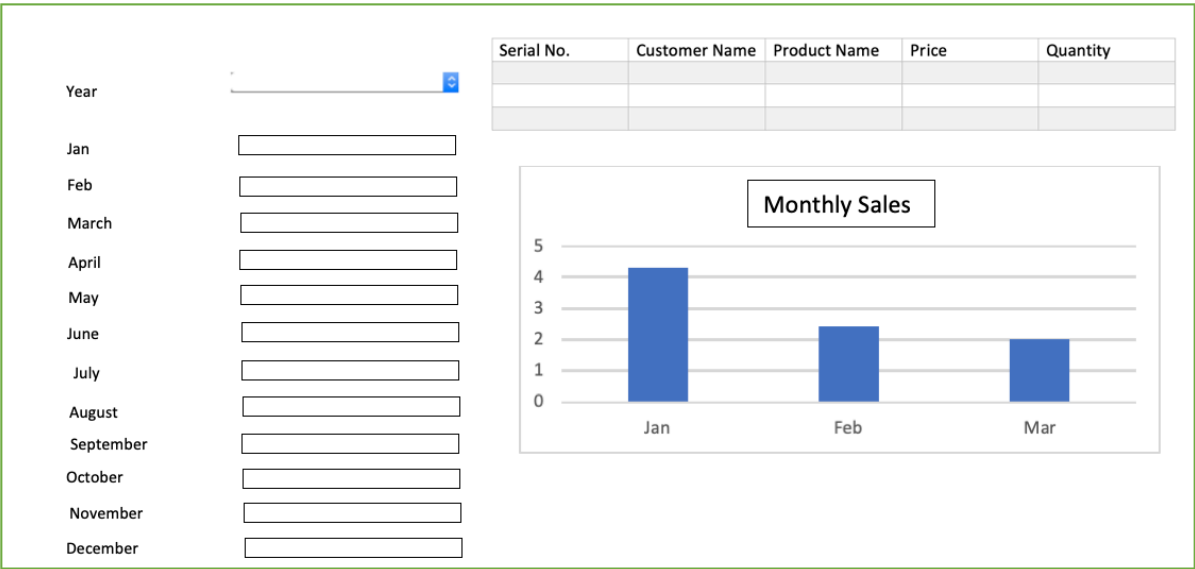 Year
Jan
Feb
March
April
May
June
July
August
September
October
November
December
Serial No. Customer Name Product Name Price Quantity
Monthly Sales
5
4
3
2
1
0
Jan Feb Mar